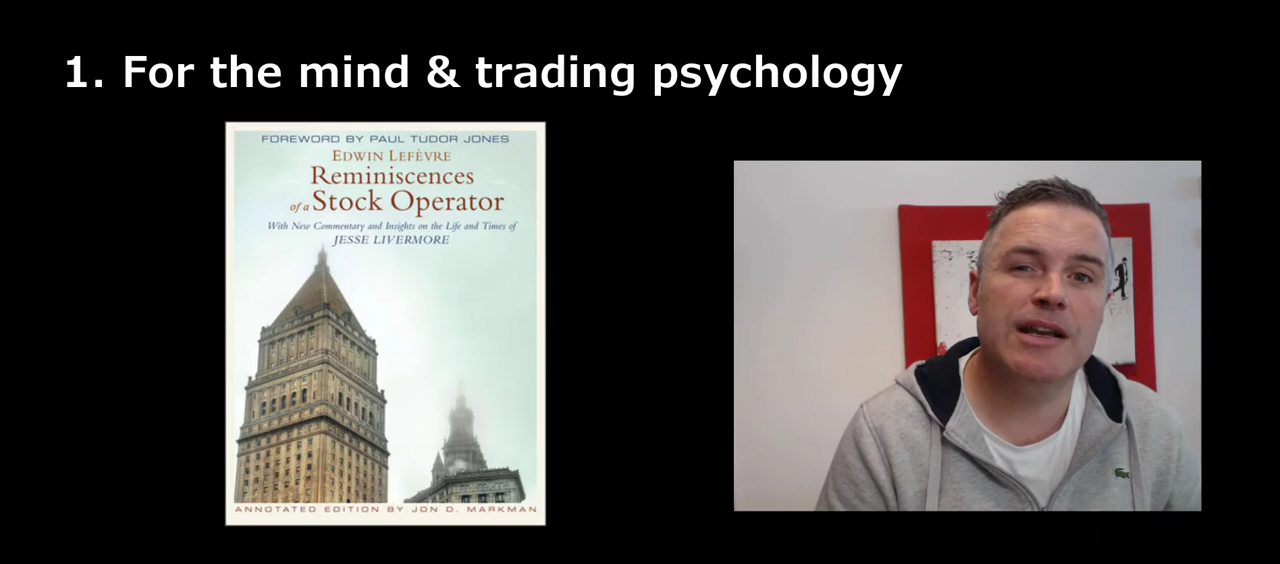 1. For the mind & trading psychology
FOREWORD BY PAUL TUDOR JONES
EDWIN LEFÈVRE
Reminiscences
of a Stock Operator
With New Commentary and Insights on the Life and Times of
JESSE LIVERMORE
ANNOTATED EDITION BY JON D. MARKMAN